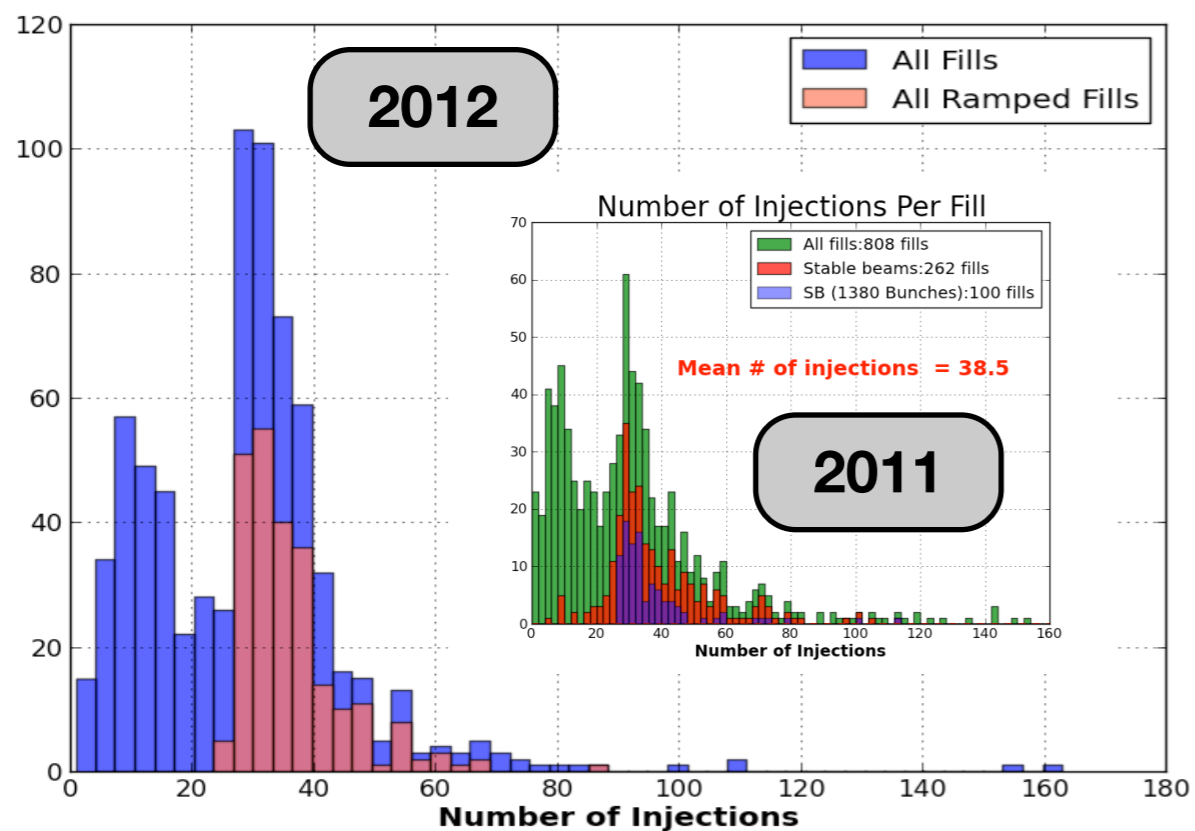 120
100
80
60
40
20
0
2012
All Fills
All Ramped Fills
Number of Injections Per Fill
70
60
50
40
30
20
10
0
All fills:808 fills
Stable beams:262 fills
SB (1380 Bunches):100 fills
Mean # of injections = 38.5
2011
0 20 40 60 80 100 120 140 160
Number of Injections
0 20 40 60 80 100 120 140 160 180
Number of Injections